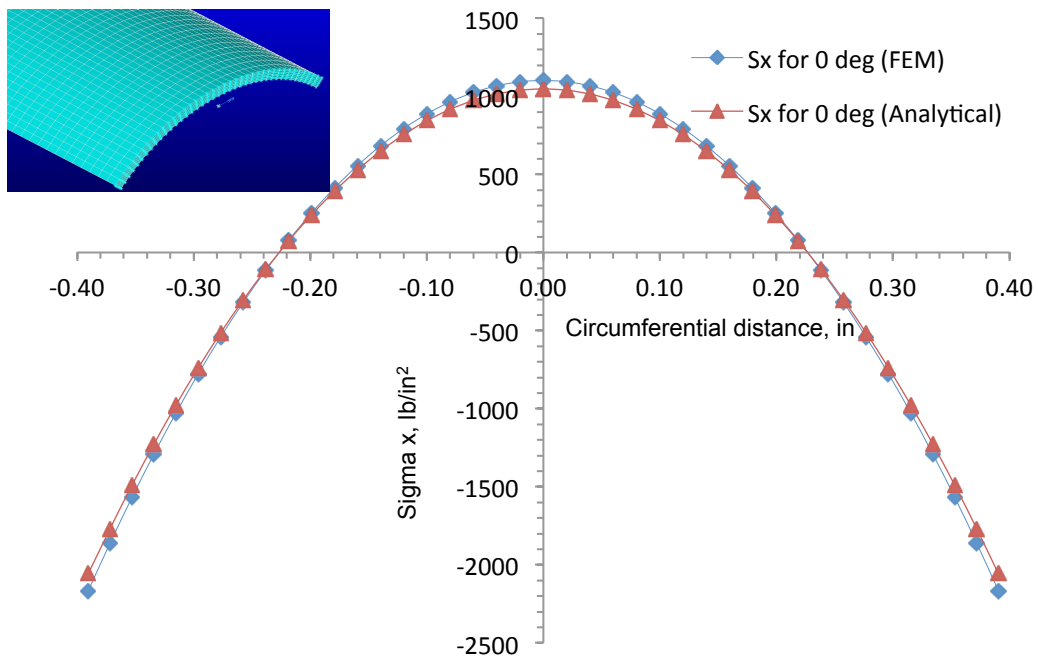 1500
Sx for 0 deg (FEM)
1000
Sx for 0 deg (Analytical)
500
0
-0.40 -0.30 -0.20 -0.10 0.00 0.10 0.20 0.30 0.40
Circumferential distance, in
-500
Sigma x, lb/in²
-1000
-1500
-2000
-2500